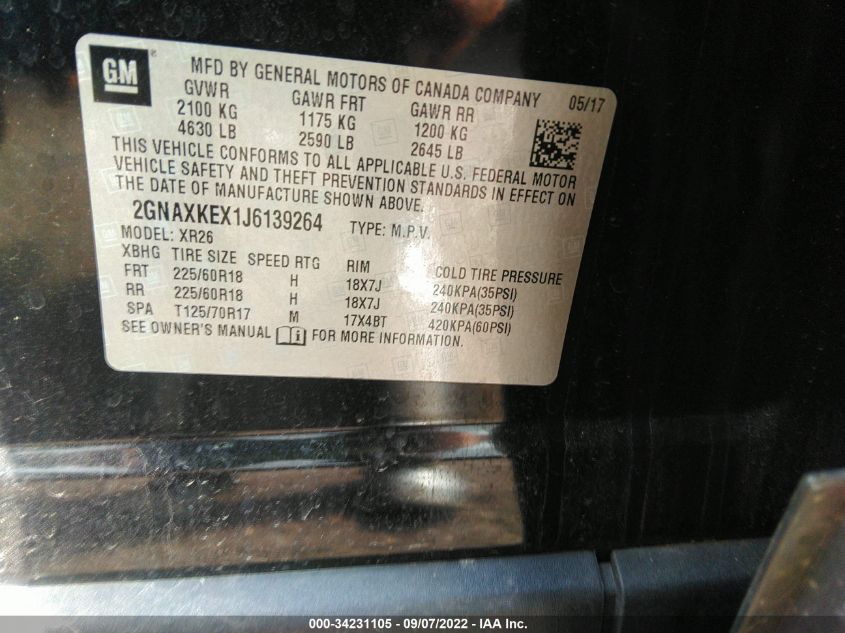 GM ® MFD BY GENERAL MOTORS OF CANADA COMPANY 05/17
GVWR GAWR FRT GAWR RR
2100 KG 1175 KG 1200 KG
4630 LB 2590 LB 2645 LB
THIS VEHICLE CONFORMS TO ALL APPLICABLE U.S. FEDERAL MOTOR
VEHICLE SAFETY AND THEFT PREVENTION STANDARDS IN EFFECT ON
THE DATE OF MANUFACTURE SHOWN ABOVE.
2GNAXKEX1J6139264 TYPE: M.P.V.
MODEL: XR26
XBHG TIRE SIZE SPEED RTG RIM COLD TIRE PRESSURE
FRT 225/60R18 H 18X7J 240KPA(35PSI)
RR 225/60R18 H 18X7J 240KPA(35PSI)
SPA T125/70R17 M 17X4BT 420KPA(60PSI)
SEE OWNER'S MANUAL FOR MORE INFORMATION.
000-34231105 - 09/07/2022 - IAA Inc.